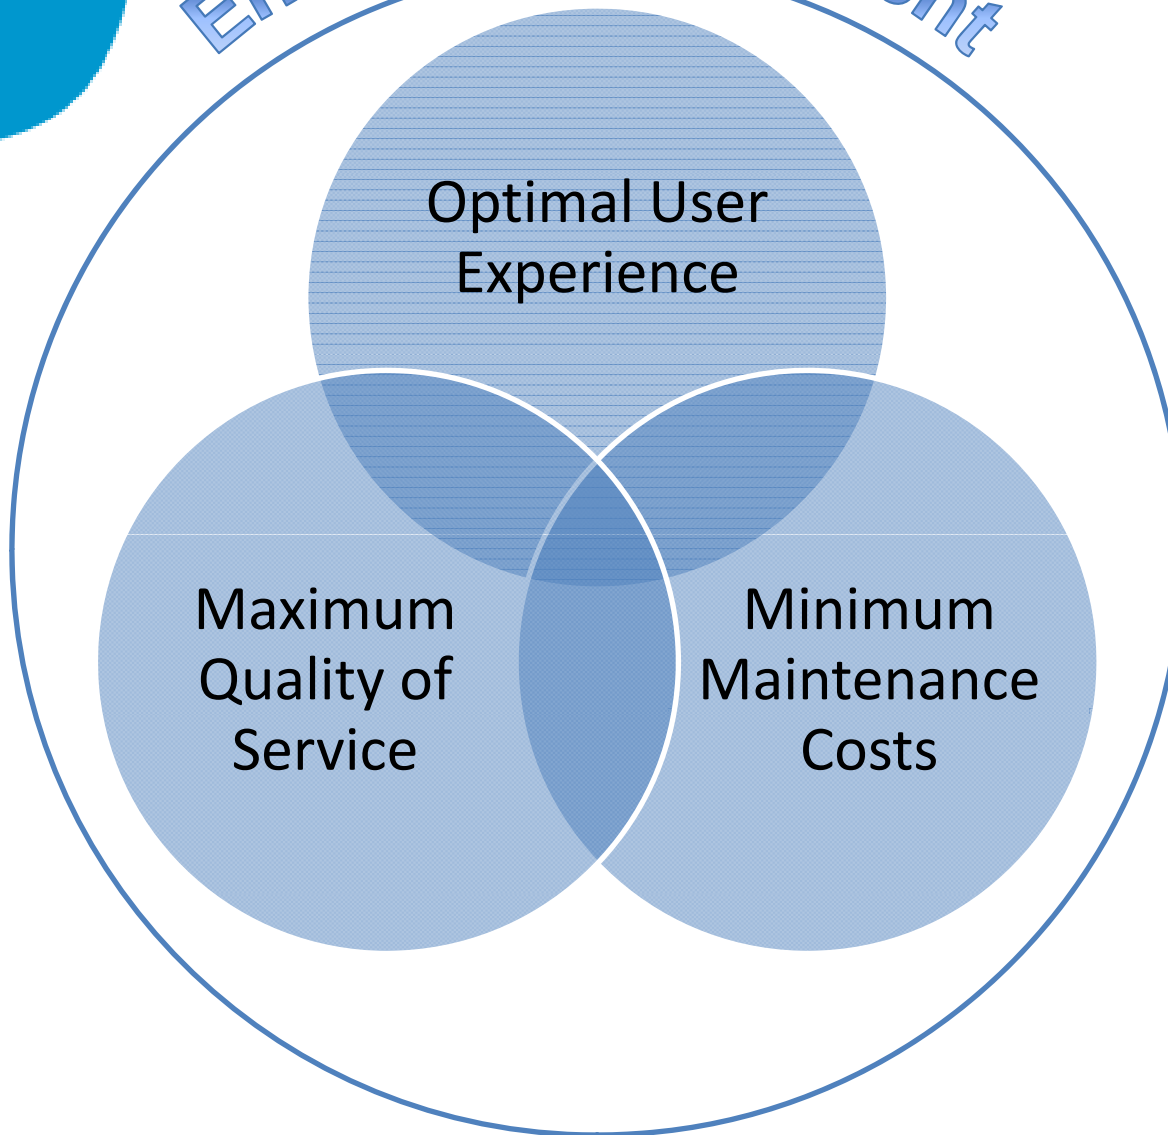 Optimal User
Experience
Maximum
Quality of
Service
Minimum
Maintenance
Costs